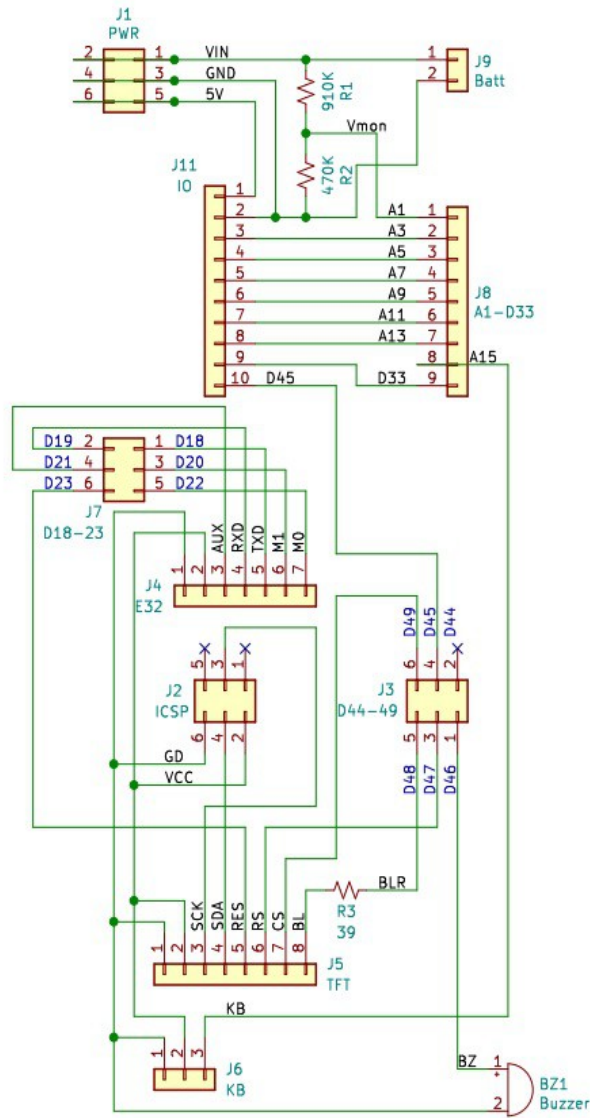 J1
PWR
2 1 VIN
4 3 GND
6 5 5V
1 J9
2 Batt
910K R1
Vmon
470K R2
J11
IO
1
2
3
4
5
6
7
8
9
10 D45
A1 1
A3 2
A5 3
A7 4
A9 5
A11 6
A13 7
8 A15
D33 9
J8
A1-D33
D19 2 1 D18
D21 4 3 D20
D23 6 5 D22
J7
D18-23
AUX RXD TXD M1 M0
1 2 3 4 5 6 7
J4
E32
D49 D45 D44
5 3 1
J2
ICSP
6 4 2
6 4 2
J3
D44-49
5 3 1
D48 D47 D46
GD
VCC
SCK SDA RES RS CS BL
1 2 3 4 5 6 7 8
BLR
R3
39
J5
TFT
KB
1 2 3
J6
KB
BZ 1
+
2
BZ1
Buzzer